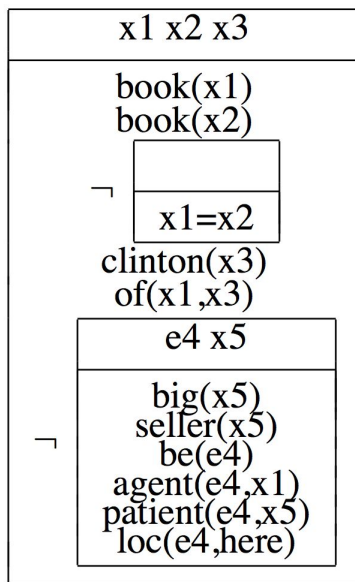 x1 x2 x3
book(x1)
book(x2)
¬
x1=x2
clinton(x3)
of(x1,x3)
e4 x5
big(x5)
seller(x5)
be(e4)
¬
agent(e4,x1)
patient(e4,x5)
loc(e4,here)